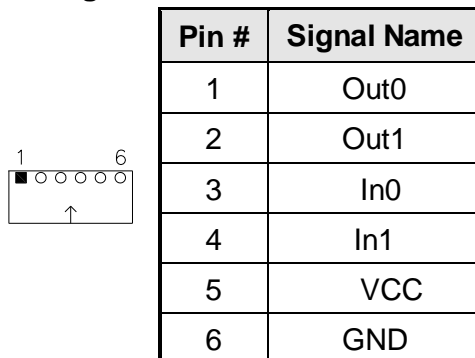 1 6
Pin # Signal Name
1 Out0
2 Out1
3 In0
4 In1
5 VCC
6 GND